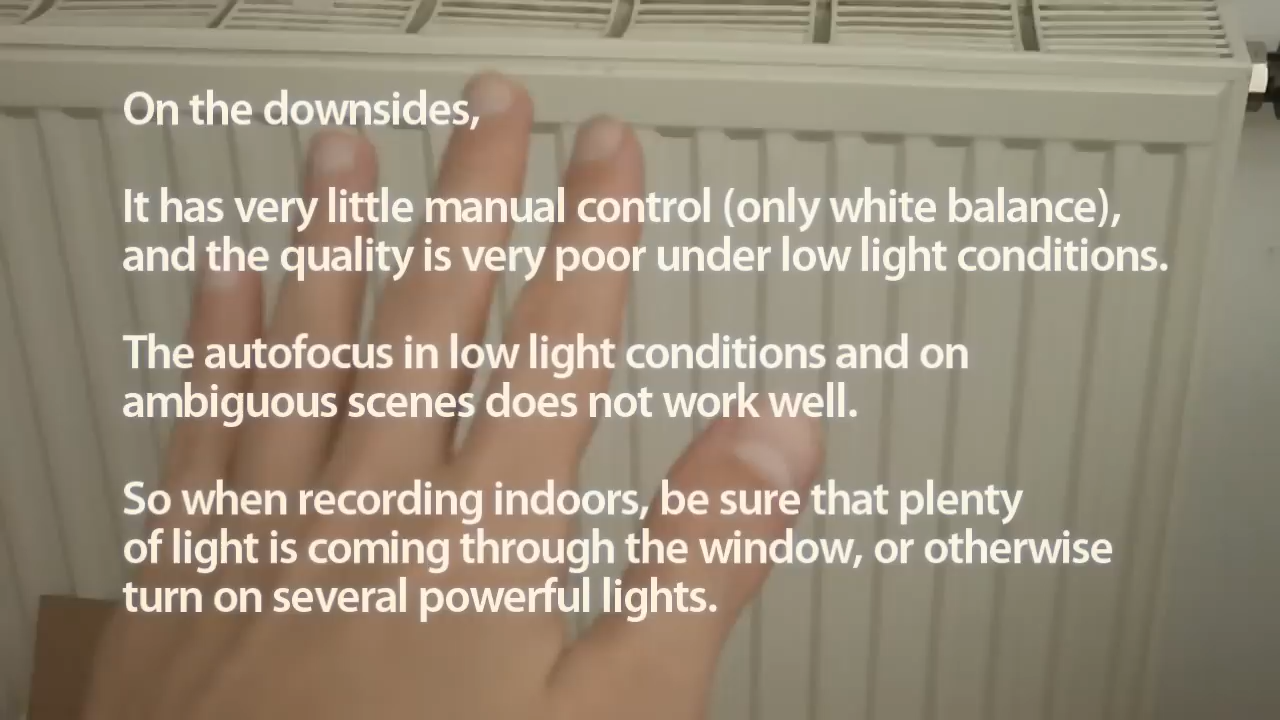 On the downsides,
It has very little manual control (only white balance),
and the quality is very poor under low light conditions.
The autofocus in low light conditions and on
ambiguous scenes does not work well.
So when recording indoors, be sure that plenty
of light is coming through the window, or otherwise
turn on several powerful lights.